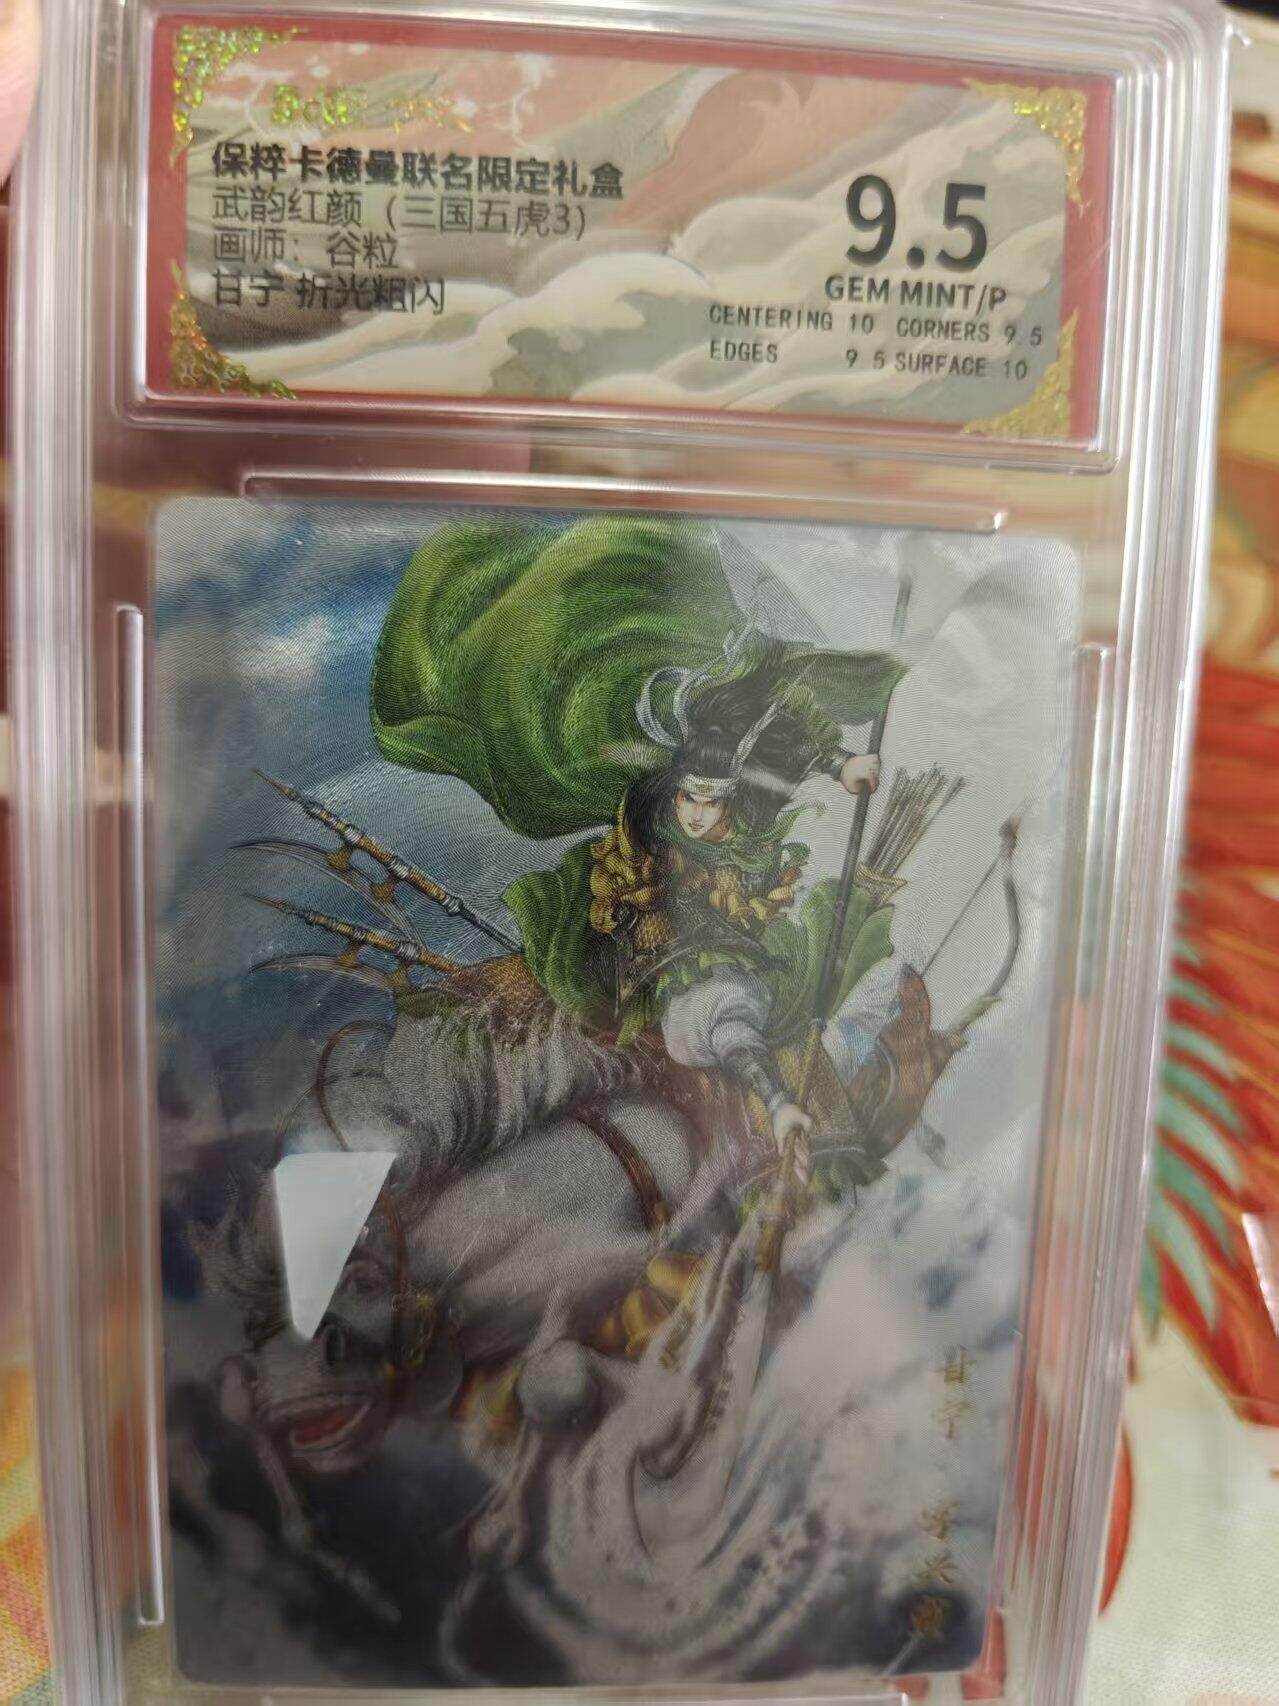 保粹卡德曼联名限定礼盒
武韵红颜（三国五虎3）
画师：谷粒
甘宁 折光粗闪
9.5
GEM MINT/P
CENTERING 10 CORNERS 9.5
EDGES 9.5 SURFACE 10
甘宁